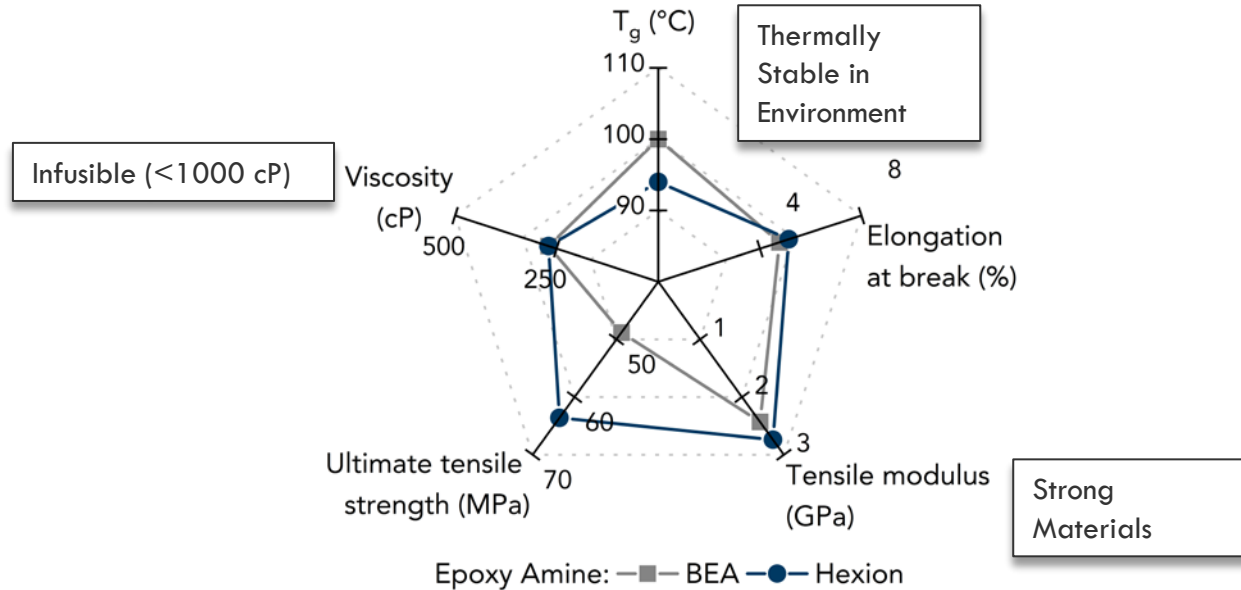 Tg (°C)
110
100
90
Thermally
Stable in
Environment
Infusible (<1000 cP)
Viscosity
(cP)
500
250
8
4
Elongation
at break (%)
1
2
3
50
60
70
Ultimate tensile
strength (MPa)
Tensile modulus
(GPa)
Strong
Materials
Epoxy Amine: BEA Hexion